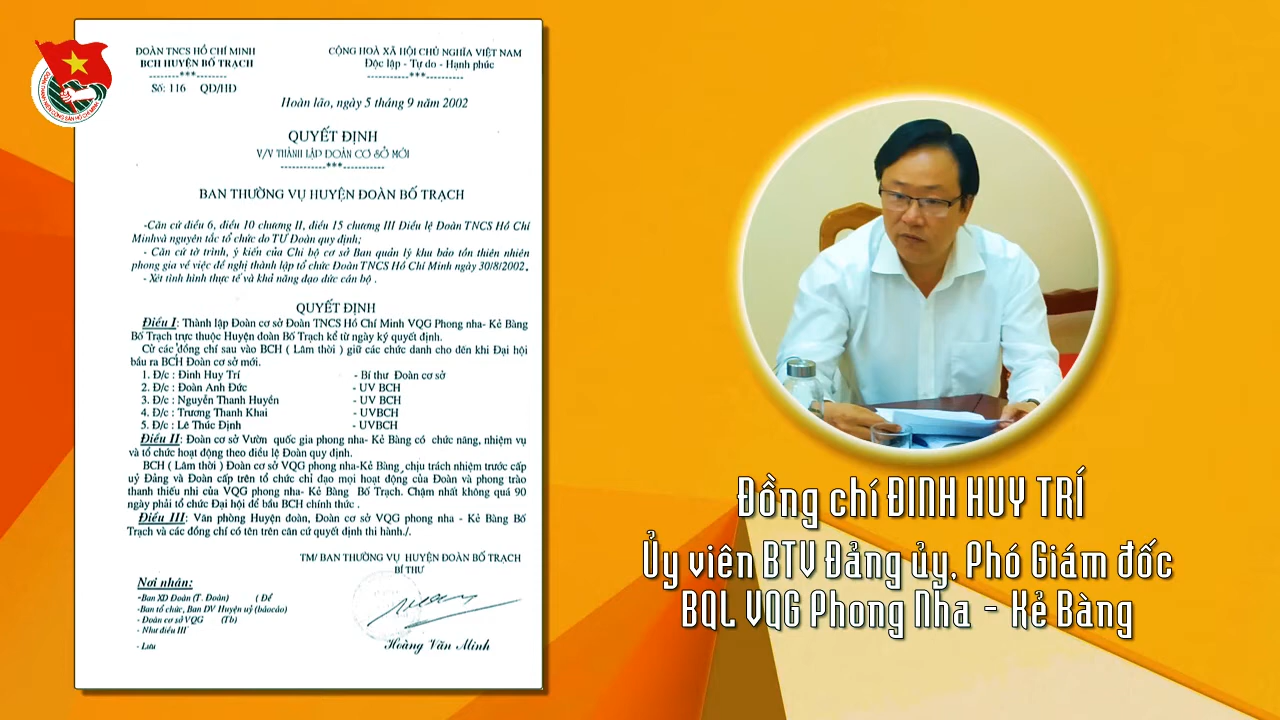 ĐOÀN TNCS HỒ CHÍ MINH
BCH HUYỆN BỐ TRẠCH
--------***--------
Số: 116 QĐ/HĐ
CỘNG HOÀ XÃ HỘI CHỦ NGHĨA VIỆT NAM
Độc lập - Tự do - Hạnh phúc
-----------***-----------
Hoàn lão, ngày 5 tháng 9 năm 2002
QUYẾT ĐỊNH
V/V THÀNH LẬP ĐOÀN CƠ SỞ MỚI
-----------***-----------
BAN THƯỜNG VỤ HUYỆN ĐOÀN BỐ TRẠCH
-Căn cứ điều 6, điều 10 chương II, điều 15 chương III Điều lệ Đoàn TNCS Hồ Chí
Minhvà nguyên tắc tổ chức do TƯ Đoàn quy định;
- Căn cứ tờ trình, ý kiến của Chi bộ cơ sở Ban quản lý khu bảo tồn thiên nhiên
phong gia về việc đề nghị thành lập tổ chức Đoàn TNCS Hồ Chí Minh ngày 30/8/2002.
- Xét tình hình thực tế và khả năng đạo đức cán bộ .
QUYẾT ĐỊNH
Điều I: Thành lập Đoàn cơ sở Đoàn TNCS Hồ Chí Minh VQG Phong nha- Kẻ Bàng
Bố Trạch trực thuộc Huyện đoàn Bố Trạch kể từ ngày ký quyết định.
Cử các đồng chí sau vào BCH ( Lâm thời ) giữ các chức danh cho đến khi Đại hội
bầu ra BCH Đoàn cơ sở mới.
1. Đ/c : Đinh Huy Trí - Bí thư Đoàn cơ sở
2. Đ/c : Đoàn Anh Đức - UV BCH
3. Đ/c : Nguyễn Thanh Huyền - UV BCH
4. Đ/c : Trương Thanh Khai - UVBCH
5. Đ/c : Lê Thúc Định - UVBCH
Điều II: Đoàn cơ sở Vườn quốc gia phong nha- Kẻ Bàng có chức năng, nhiệm vụ
và tổ chức hoạt động theo điều lệ Đoàn quy định.
BCH ( Lâm thời ) Đoàn cơ sở VQG phong nha-Kẻ Bàng chịu trách nhiệm trước cấp
uỷ Đảng và Đoàn cấp trên tổ chức chỉ đạo mọi hoạt động của Đoàn và phong trào
thanh thiếu nhi của VQG phong nha- Kẻ Bàng Bố Trạch. Chậm nhất không quá 90
ngày phải tổ chức Đại hội để bầu BCH chính thức .
Điều III: Văn phòng Huyện đoàn, Đoàn cơ sở VQG phong nha - Kẻ Bàng Bố
Trạch và các đồng chí có tên trên căn cứ quyết định thi hành./.
TM/ BAN THƯỜNG VỤ HUYỆN ĐOÀN BỐ TRẠCH
BÍ THƯ
Nơi nhân:
-Ban XD Đoàn (T. Đoàn) ( Để
-Ban tổ chức, Ban DV Huyện uỷ (báocáo)
- Đoàn cơ sở VQG (Tb)
- Như điều III
- Lưu
Hoàng Văn Minh
Đồng chí ĐINH HUY TRÍ
Ủy viên BTV Đảng ủy, Phó Giám đốc
BQL VQG Phong Nha - Kẻ Bàng